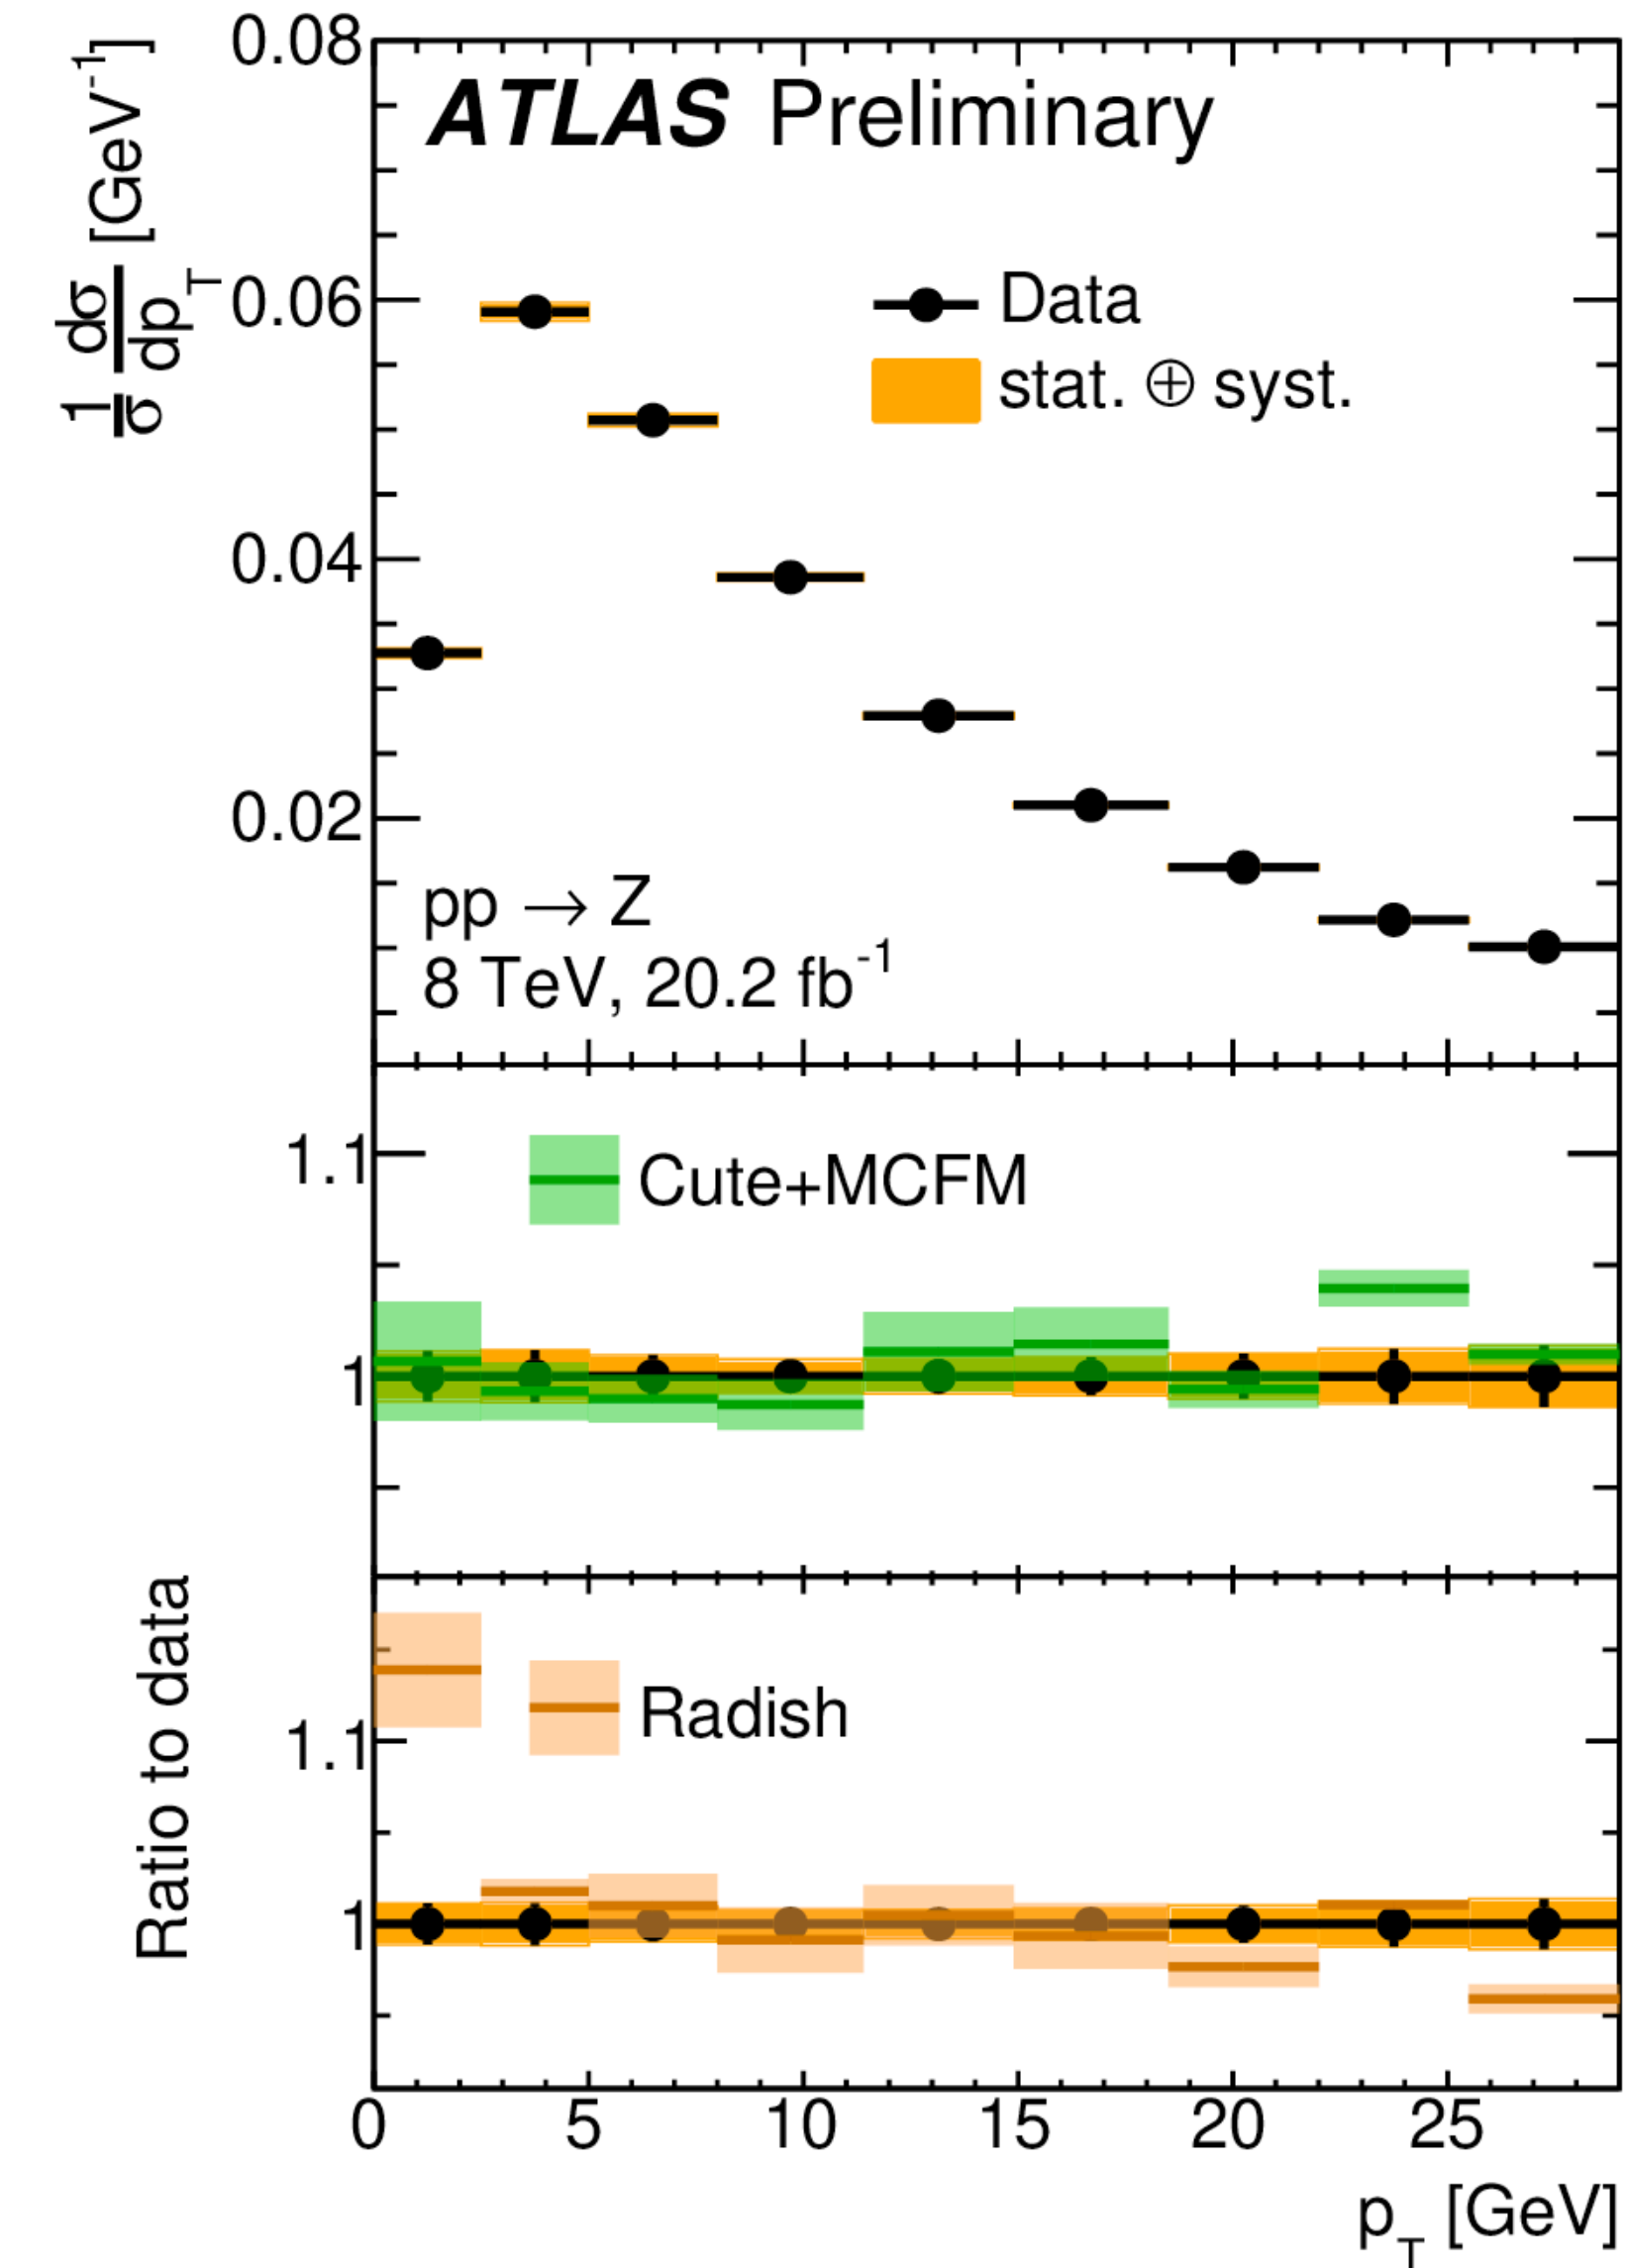 0.08
ATLAS Preliminary
1/σ dσ/dp_T [GeV⁻¹]
0.06
Data
stat. ⊕ syst.
0.04
0.02
pp → Z
8 TeV, 20.2 fb⁻¹
1.1
Cute+MCFM
1
Ratio to data
Radish
1.1
1
0 5 10 15 20 25
p_T [GeV]